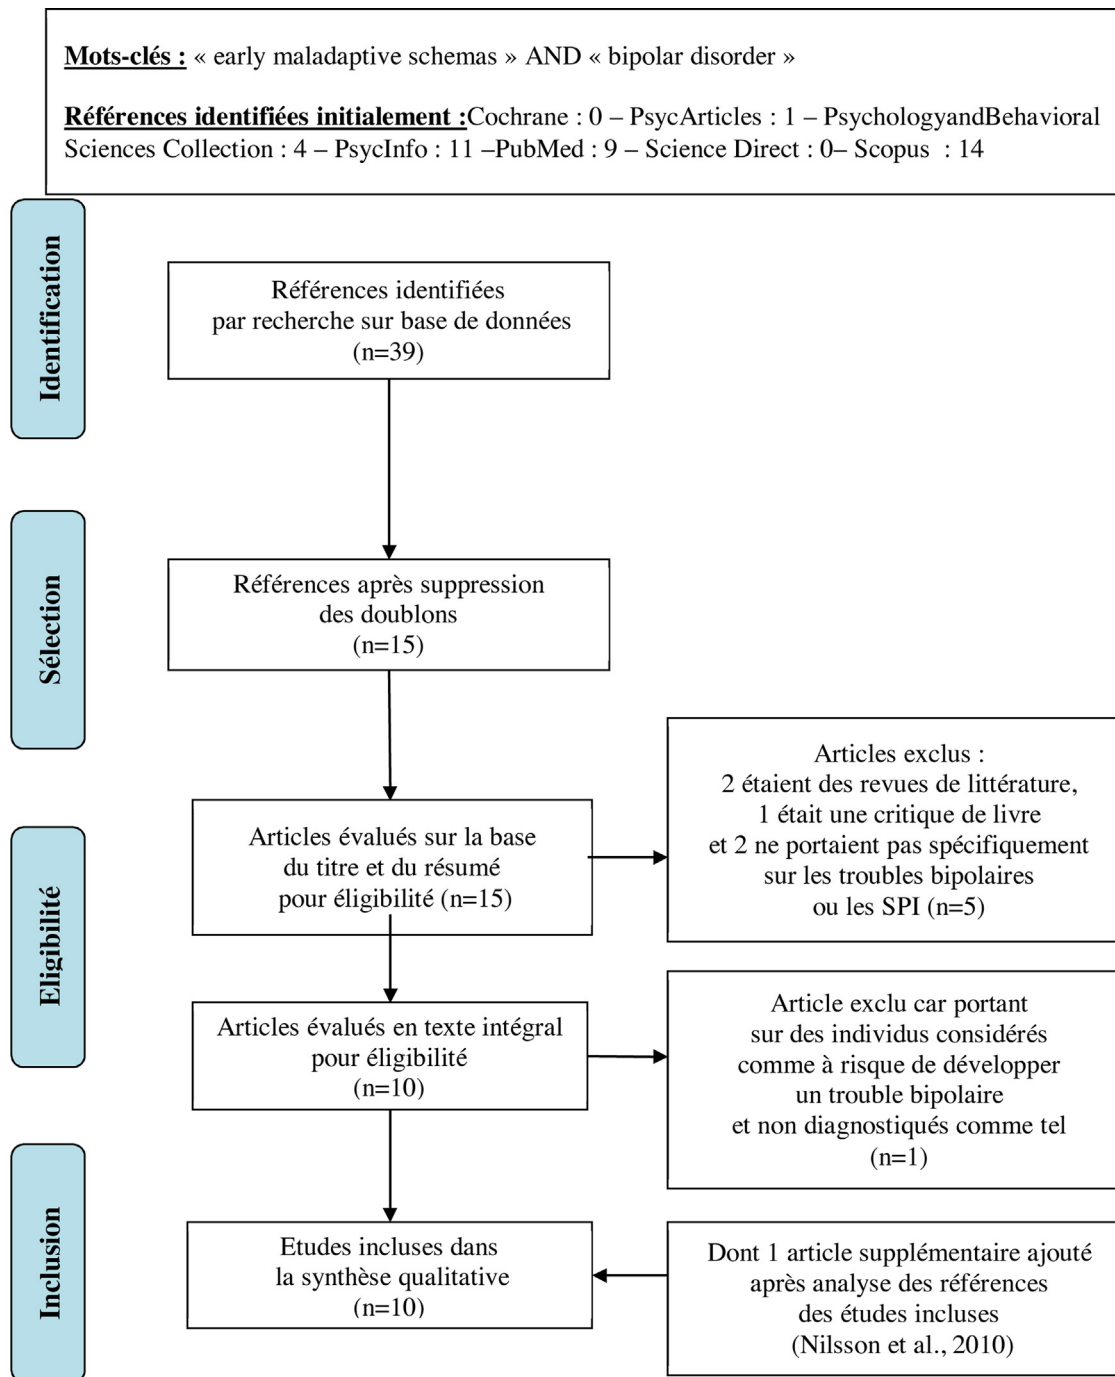 Mots-clés : « early maladaptive schemas » AND « bipolar disorder »
Références identifiées initialement :Cochrane : 0 – PsycArticles : 1 – PsychologyandBehavioral
Sciences Collection : 4 – PsycInfo : 11 –PubMed : 9 – Science Direct : 0– Scopus : 14
Identification
Références identifiées
par recherche sur base de données
(n=39)
Sélection
Références après suppression
des doublons
(n=15)
Eligibilité
Articles évalués sur la base
du titre et du résumé
pour éligibilité (n=15)
Articles exclus :
2 étaient des revues de littérature,
1 était une critique de livre
et 2 ne portaient pas spécifiquement
sur les troubles bipolaires
ou les SPI (n=5)
Articles évalués en texte intégral
pour éligibilité
(n=10)
Article exclu car portant
sur des individus considérés
comme à risque de développer
un trouble bipolaire
et non diagnostiqués comme tel
(n=1)
Inclusion
Etudes incluses dans
la synthèse qualitative
(n=10)
Dont 1 article supplémentaire ajouté
après analyse des références
des études incluses
(Nilsson et al., 2010)